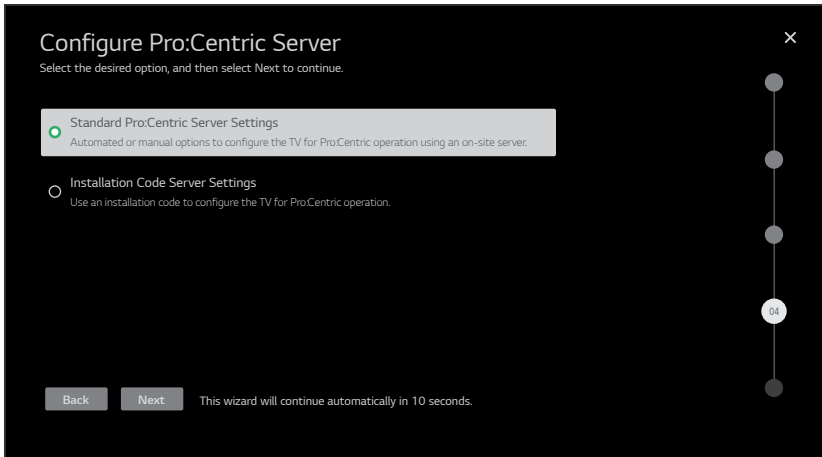 Configure Pro:Centric Server
Select the desired option, and then select Next to continue.
Standard Pro:Centric Server Settings
Automated or manual options to configure the TV for Pro:Centric operation using an on-site server.
Installation Code Server Settings
Use an installation code to configure the TV for Pro:Centric operation.
04
Back Next This wizard will continue automatically in 10 seconds.